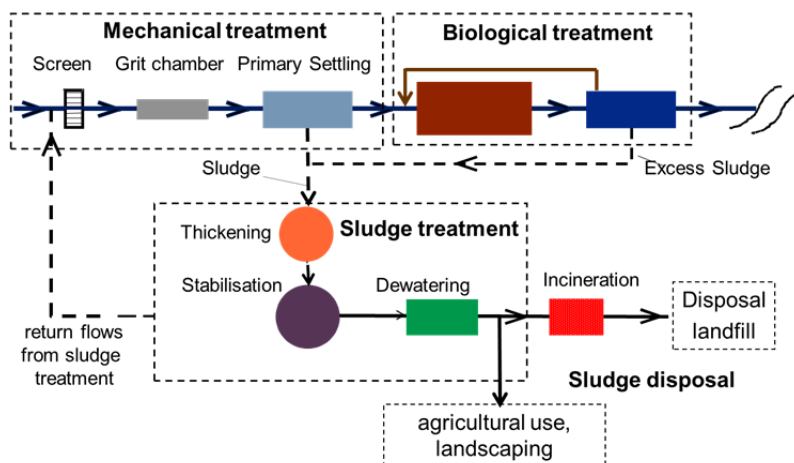 Mechanical treatment
Biological treatment
Screen
Grit chamber
Primary Settling
Sludge
Excess Sludge
Thickening
Sludge treatment
Stabilisation
Dewatering
Incineration
Disposal
landfill
return flows
from sludge
treatment
Sludge disposal
agricultural use,
landscaping